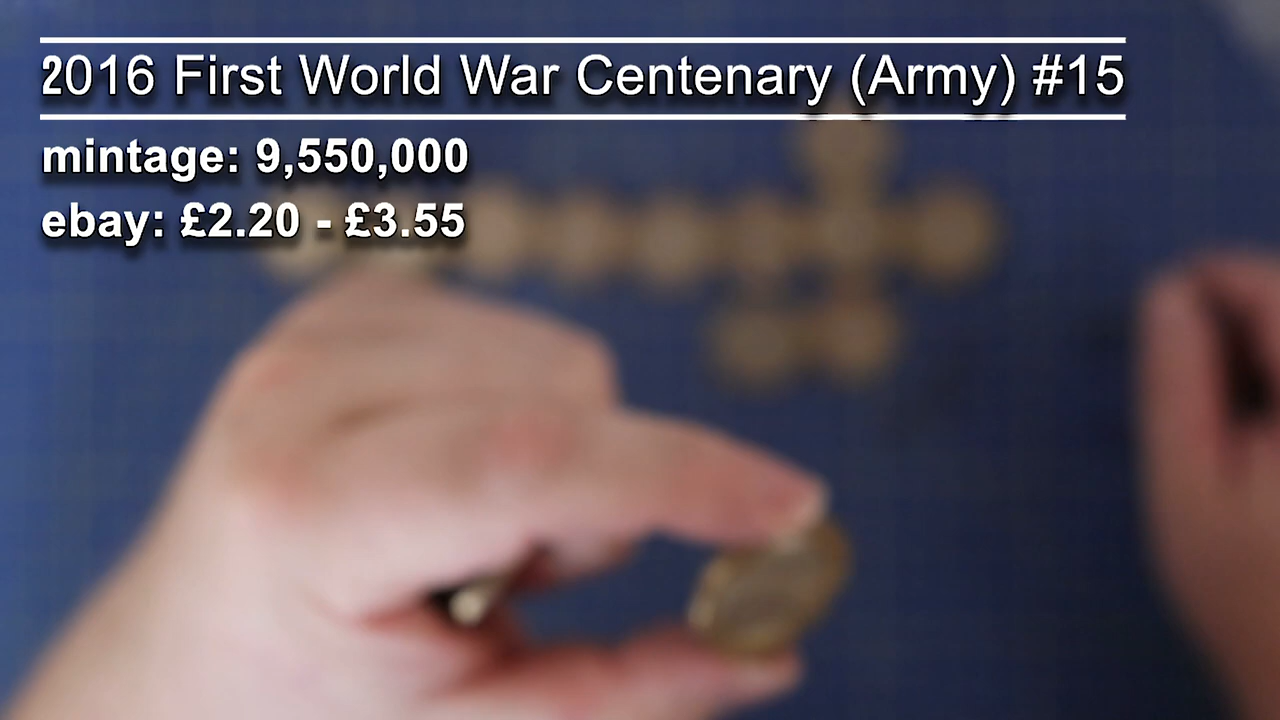 2016 First World War Centenary (Army) #15
mintage: 9,550,000
ebay: £2.20 - £3.55